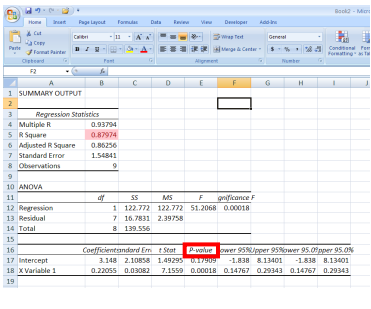 Book2 - Micro
Home Insert Page Layout Formulas Data Review View Developer Add-Ins
Cut
Copy
Format Painter
Paste
Clipboard
Calibri 11
B I U
Font
Wrap Text
Merge & Center
Alignment
General
$ % ,
Number
Conditional
Formatting
F2
fx
A B C D E F G H I J
1 SUMMARY OUTPUT
2
3 Regression Statistics
4 Multiple R 0.93794
5 R Square 0.87974
6 Adjusted R Square 0.86256
7 Standard Error 1.54841
8 Observations 9
9
10 ANOVA
11 df SS MS F gnificance F
12 Regression 1 122.772 122.772 51.2068 0.00018
13 Residual 7 16.7831 2.39758
14 Total 8 139.556
15
16 Coefficients andard Err t Stat P-value ower 95% Upper 95% ower 95.0% pper 95.0%
17 Intercept 3.148 2.10858 1.49295 0.17909 -1.838 8.13401 -1.838 8.13401
18 X Variable 1 0.22055 0.03082 7.1559 0.00018 0.14767 0.29343 0.14767 0.29343
19